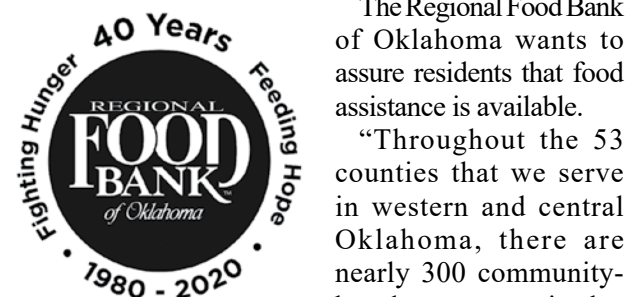 40 Years
Fighting Hunger
Feeding Hope
REGIONAL
FOOD
BANK™
of Oklahoma
• 1980 - 2020 •
The Regional Food Bank
of Oklahoma wants to
assure residents that food
assistance is available.
“Throughout the 53
counties that we serve
in western and central
Oklahoma, there are
nearly 300 community-